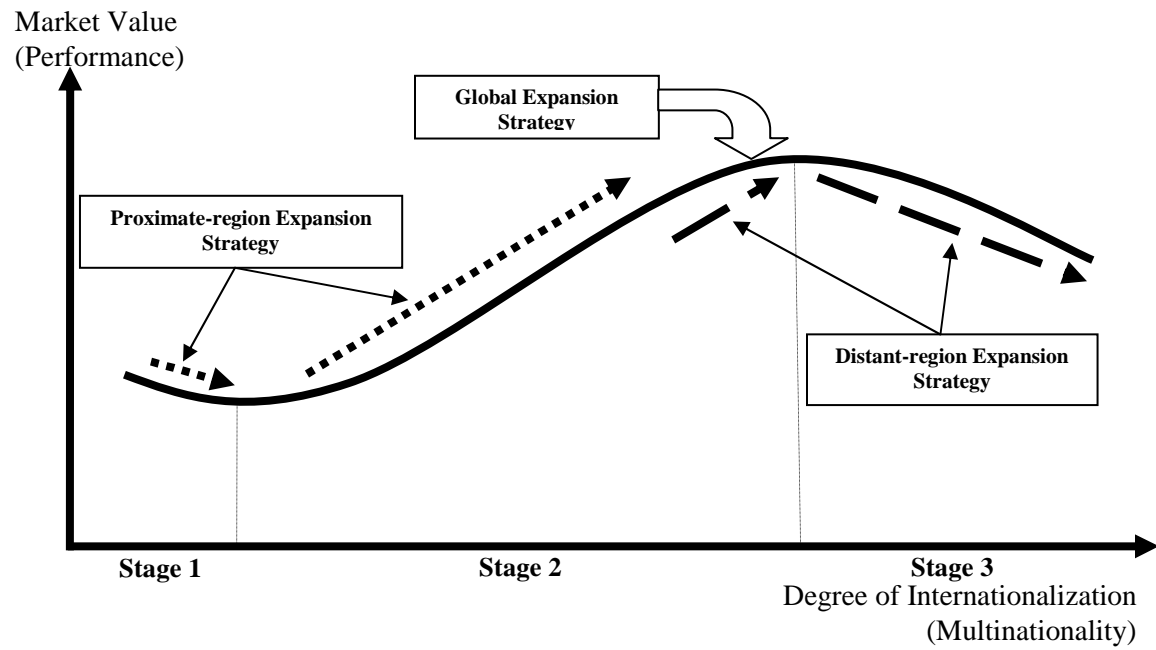 Market Value
(Performance)
Global Expansion
Strategy
Proximate-region Expansion
Strategy
Distant-region Expansion
Strategy
Stage 1
Stage 2
Stage 3
Degree of Internationalization
(Multinationality)